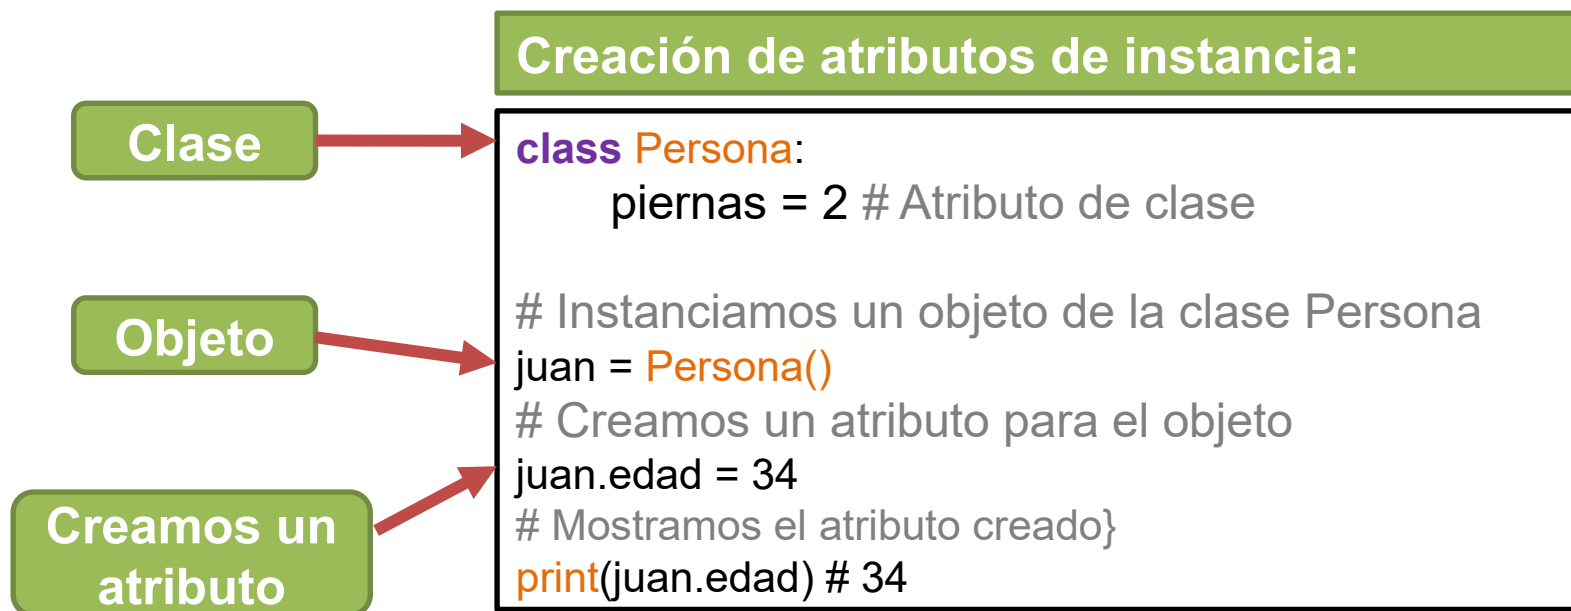 Creación de atributos de instancia:
Clase
class Persona:
piernas = 2 # Atributo de clase
# Instanciamos un objeto de la clase Persona
Objeto
juan = Persona()
# Creamos un atributo para el objeto
juan.edad = 34
Creamos un
atributo
# Mostramos el atributo creado}
print(juan.edad) # 34